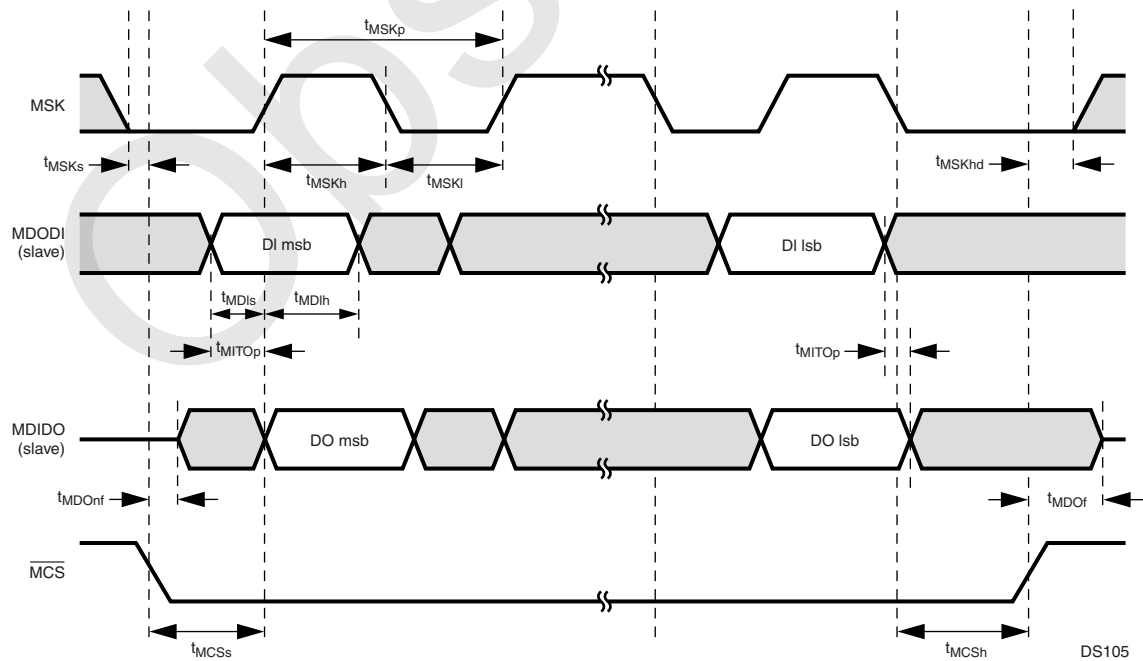 Obs
tMSKp
MSK
tMSKs
tMSKh
tMSKl
tMSKhd
MDODI
(slave)
DI msb
DI lsb
tMDIs
tMDIh
tMITOp
tMITOp
MDIDO
(slave)
DO msb
DO lsb
tMDOnf
tMDOf
MCS
tMCSs
tMCSh
DS105